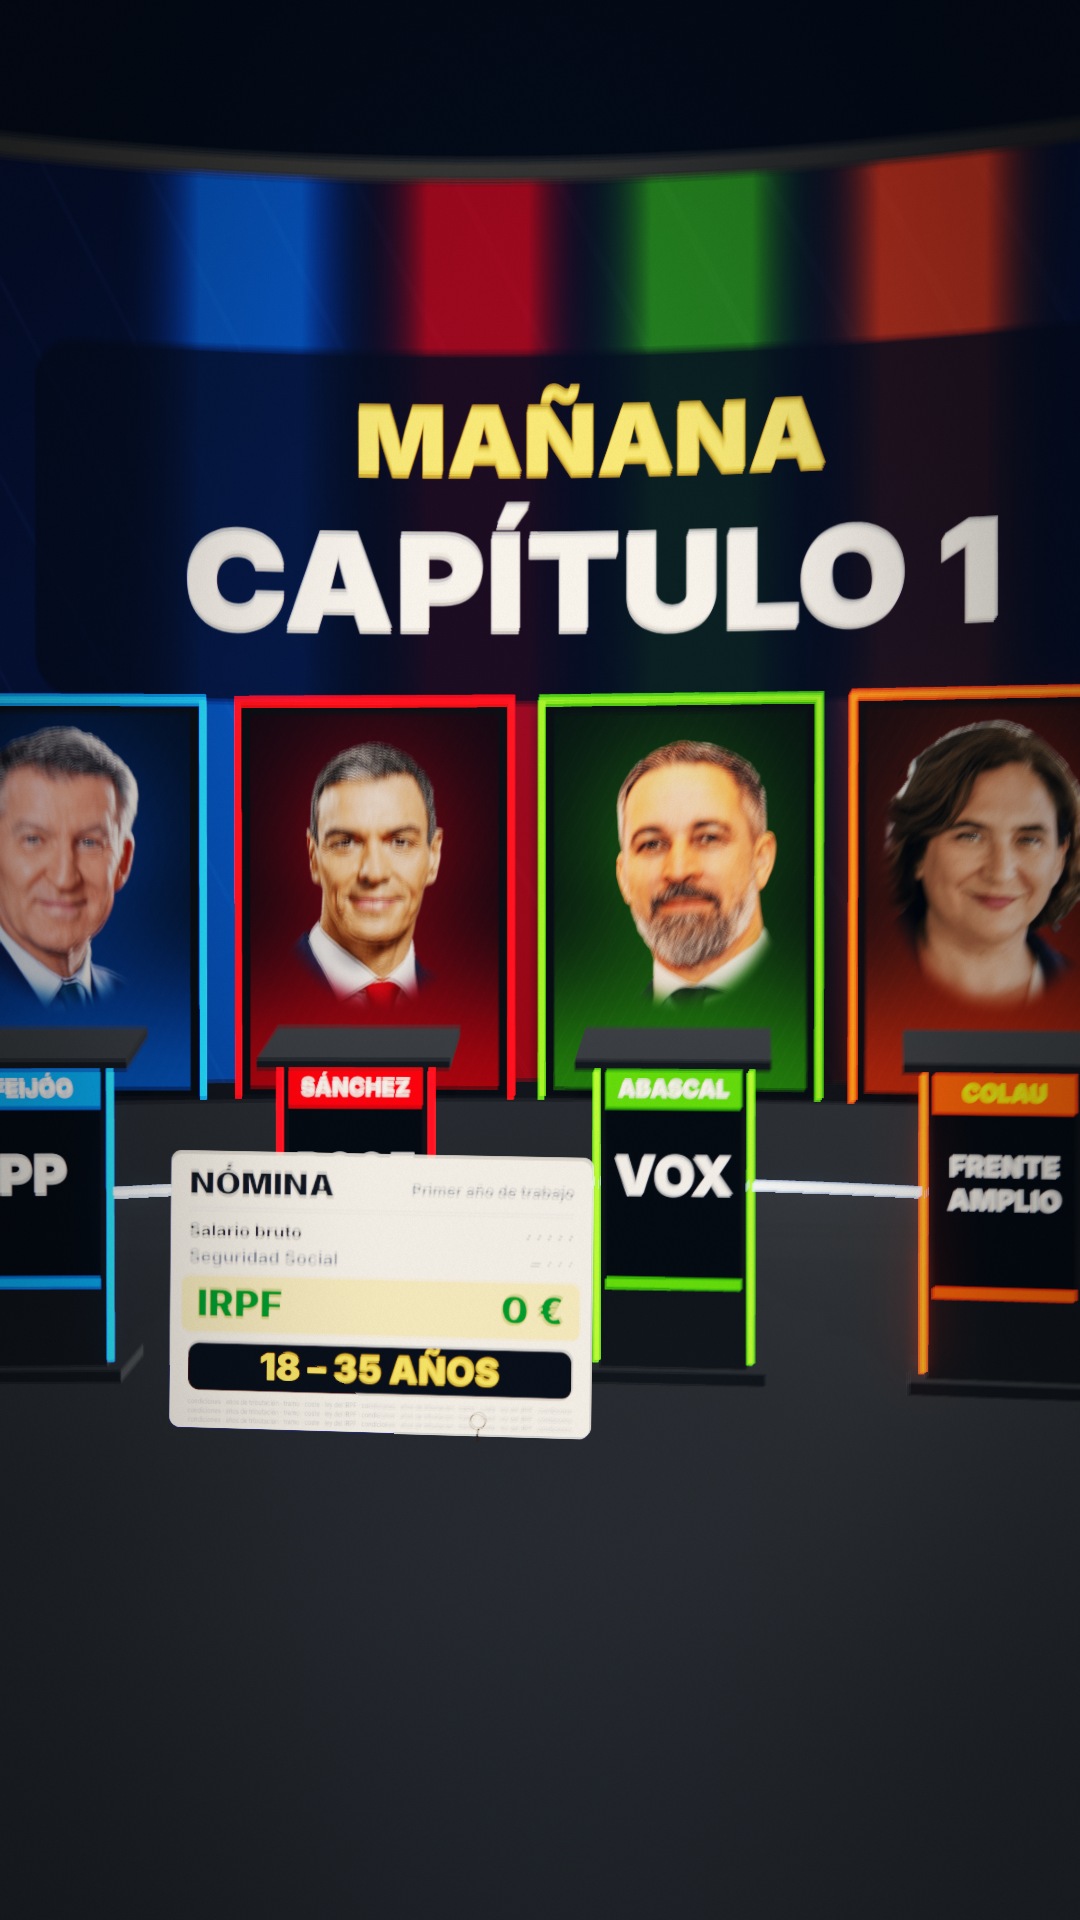 MAÑANA
CAPÍTULO 1
FEIJÓO
SÁNCHEZ
ABASCAL
COLAU
PP
VOX
FRENTE
AMPLIO
NÓMINA
Primer año de trabajo
Salario bruto
Seguridad Social
IRPF
0 €
18 – 35 AÑOS